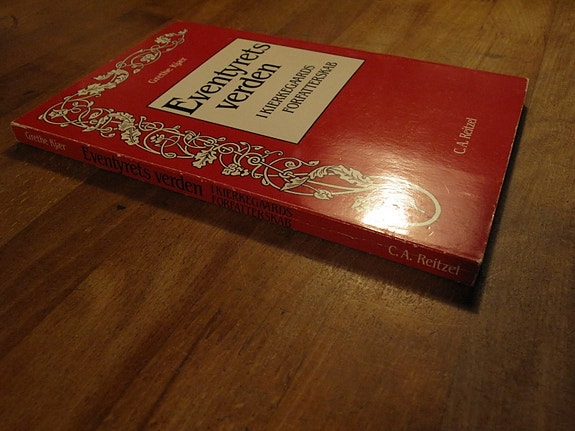 Grethe Kjær
Eventyrets
verden
I KIERKEGAARDS
FORFATTERSKAB
C.A. Reitzel
Grethe Kjær
Eventyrets verden
I KIERKEGAARDS
FORFATTERSKAB
C.A. Reitzel